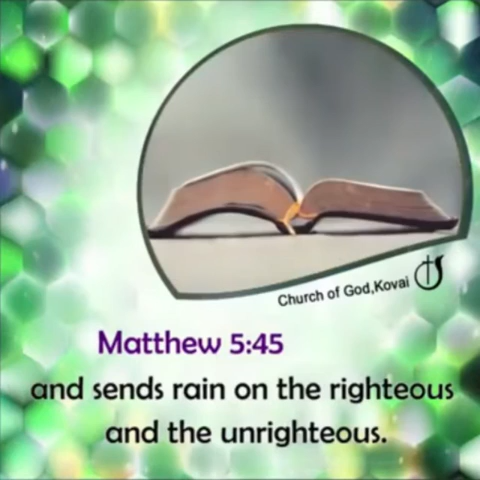 Church of God,Kovai
Matthew 5:45
and sends rain on the righteous
and the unrighteous.